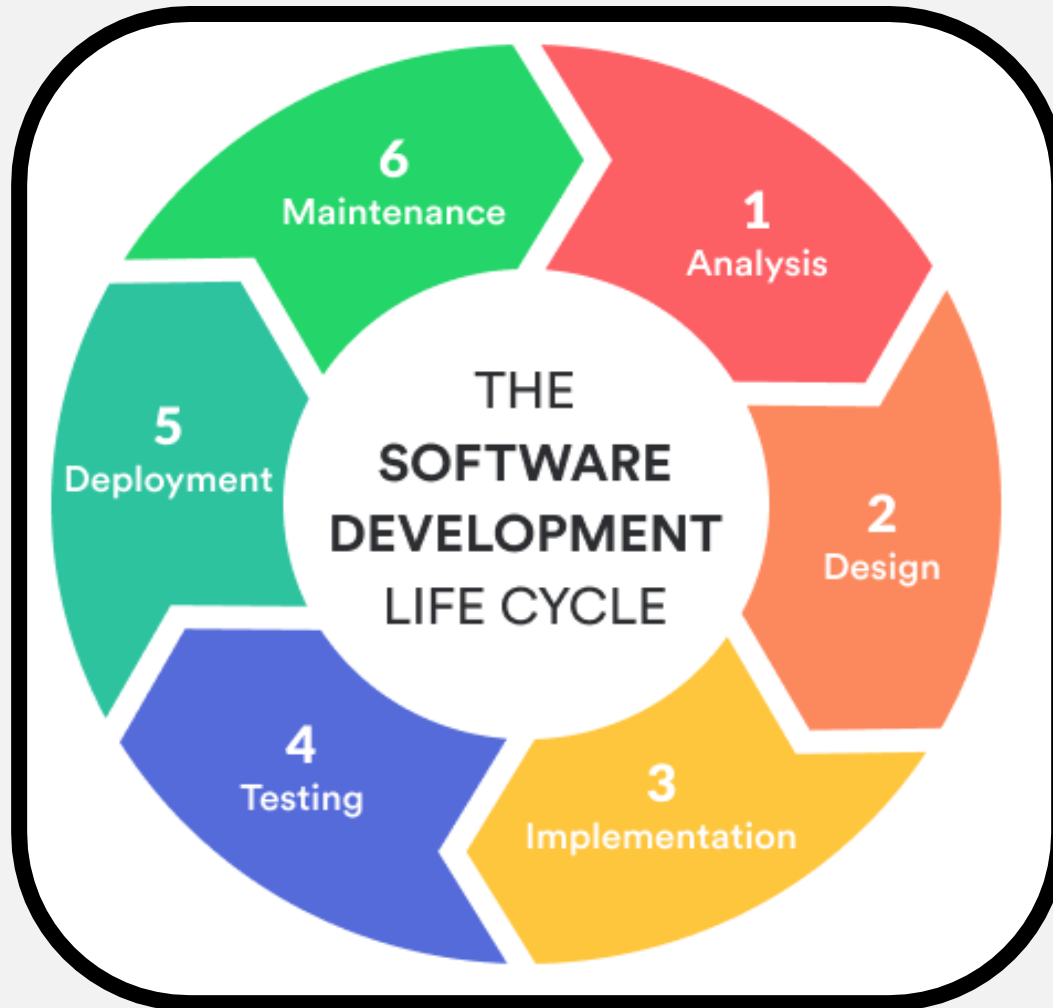 THE
SOFTWARE
DEVELOPMENT
LIFE CYCLE
1
Analysis
2
Design
3
Implementation
4
Testing
5
Deployment
6
Maintenance